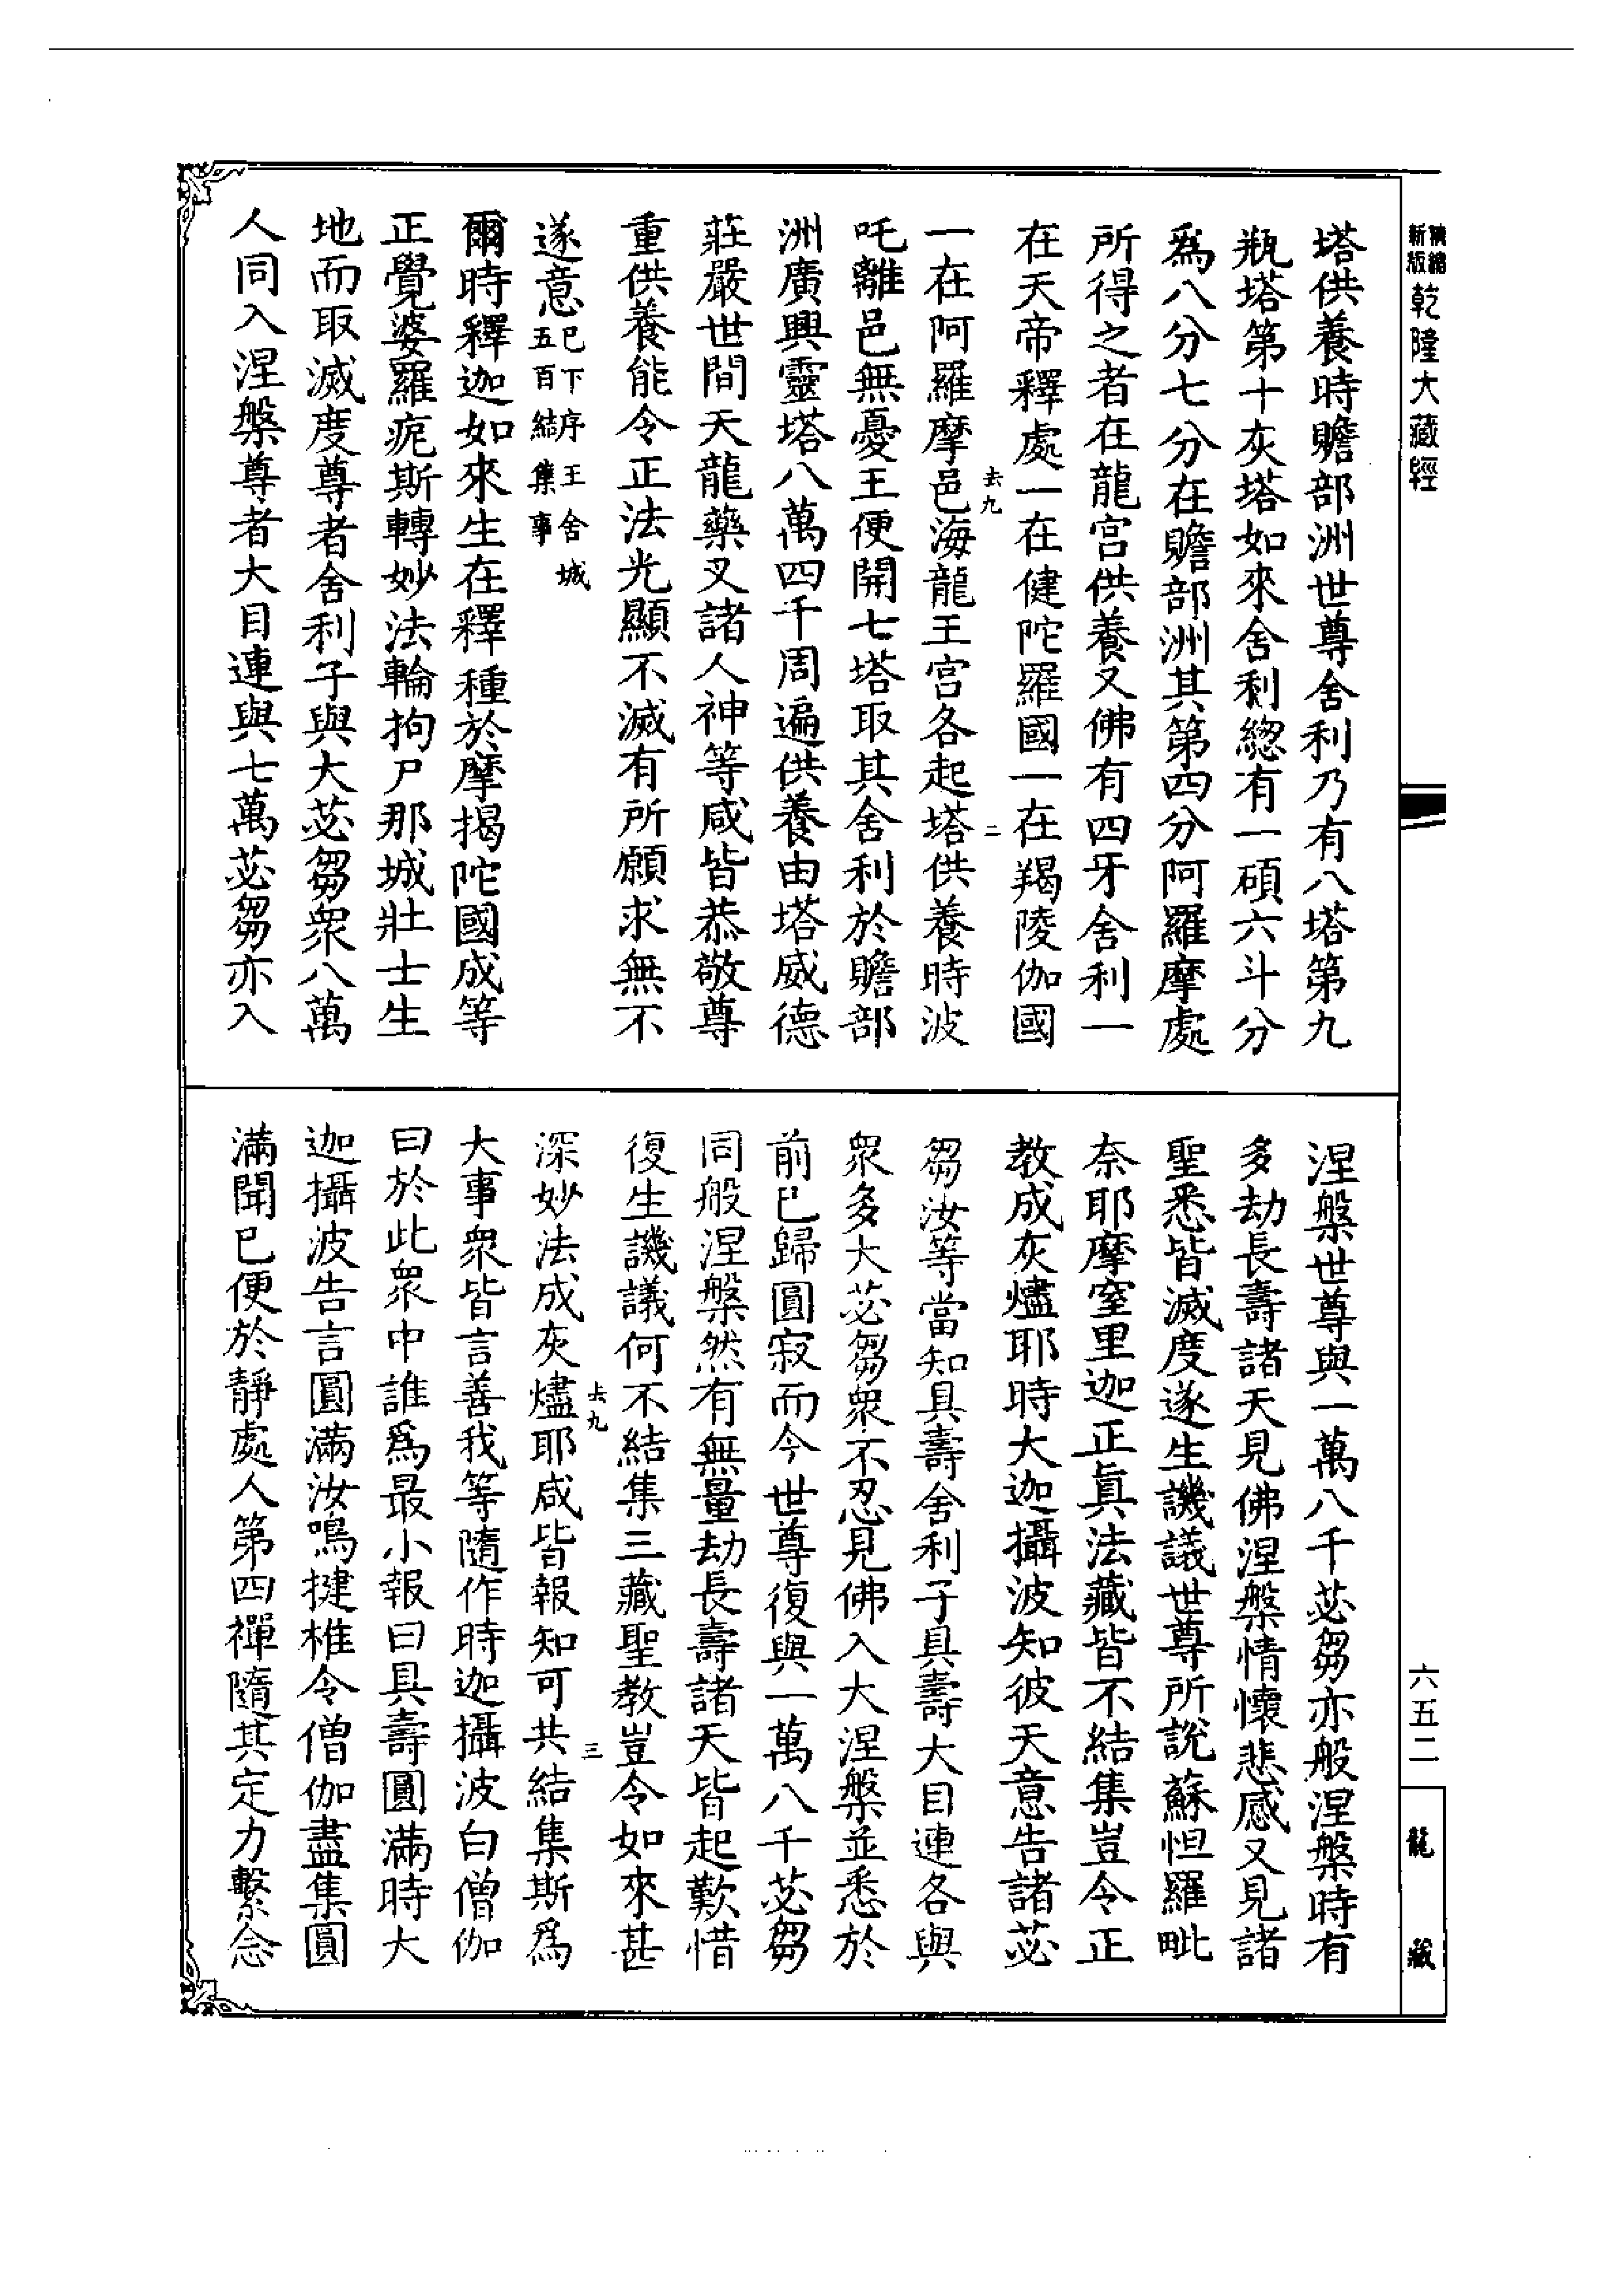 精縮
新版
乾隆大藏經
塔供養時贍部洲世尊舍利乃有八塔第九
瓶塔第十灰塔如來舍利總有一碩六斗分
爲八分七分在贍部洲其第四分阿羅摩處
所得之者在龍宫供養又佛有四牙舍利一
在天帝釋處一在健陀羅國一在羯陵伽國
去九
二
一在阿羅摩邑海龍王宫各起塔供養時波
吒離邑無憂王便開七塔取其舍利於贍部
洲廣興靈塔八萬四千周遍供養由塔威德
莊嚴世間天龍藥叉諸人神等咸皆恭敬尊
重供養能令正法光顯不滅有所願求無不
遂意
已下序王舍城
五百結集事
爾時釋迦如來生在釋種於摩揭陀國成等
正覺婆羅痆斯轉妙法輪拘尸那城壯士生
地而取滅度尊者舍利子與大苾芻衆八萬
人同入涅槃尊者大目連與七萬苾芻亦入
涅槃世尊與一萬八千苾芻亦般涅槃時有
多劫長壽諸天見佛涅槃情懷悲感又見諸
聖悉皆滅度遂生譏議世尊所說蘇怛羅毗
奈耶摩窒里迦正眞法藏皆不結集豈令正
教成灰燼耶時大迦攝波知彼天意告諸苾
芻汝等當知具壽舍利子具壽大目連各與
衆多大苾芻衆不忍見佛入大涅槃並悉於
前已歸圓寂而今世尊復與一萬八千苾芻
同般涅槃然有無量劫長壽諸天皆起歎惜
復生譏議何不結集三藏聖教豈令如來甚
去九
三
深妙法成灰燼耶咸皆報知可共結集斯爲
大事衆皆言善我等隨作時迦攝波白僧伽
曰於此衆中誰爲最小報曰具壽圓滿時大
迦攝波告言圓滿汝鳴揵椎令僧伽盡集圓
滿聞已便於靜處入第四禪隨其定力繫念
六五二
龍藏